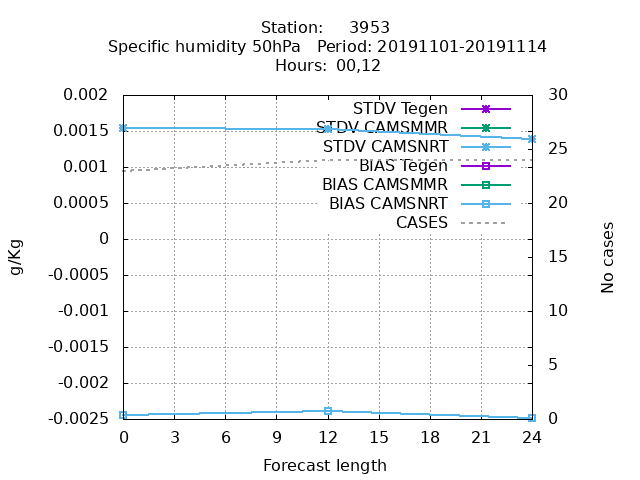 Station: 3953
Specific humidity 50hPa Period: 20191101-20191114
Hours: 00,12
0.002
0.0015
0.001
0.0005
0
-0.0005
-0.001
-0.0015
-0.002
-0.0025
g/Kg
STDV Tegen
STDV CAMSMMR
STDV CAMSNRT
BIAS Tegen
BIAS CAMSMMR
BIAS CAMSNRT
CASES
30
25
20
15
10
5
0
No cases
0 3 6 9 12 15 18 21 24
Forecast length